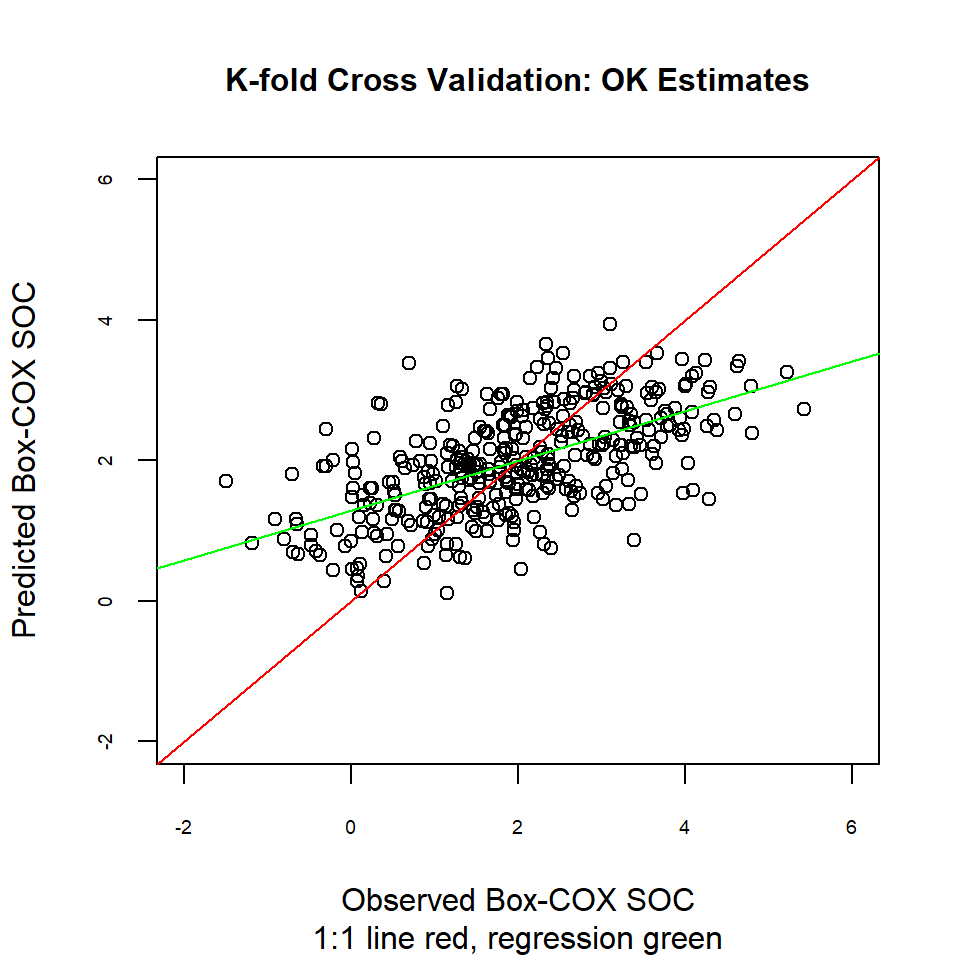 K-fold Cross Validation: OK Estimates
Predicted Box-COX SOC
6
4
2
0
-2
-2 0 2 4 6
Observed Box-COX SOC
1:1 line red, regression green